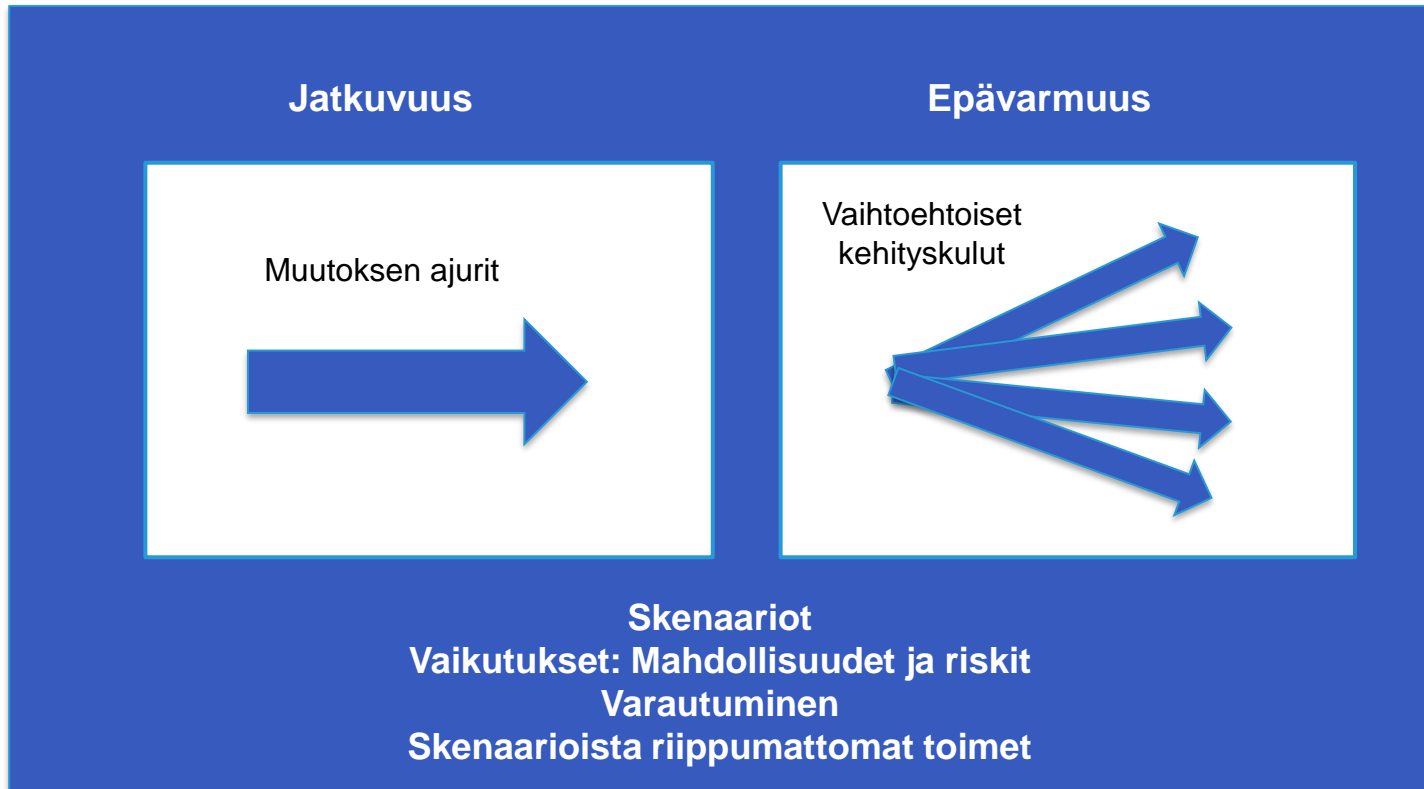 Jatkuvuus
Epävarmuus
Muutoksen ajurit
Vaihtoehtoiset
kehityskulut
Skenaariot
Vaikutukset: Mahdollisuudet ja riskit
Varautuminen
Skenaarioista riippumattomat toimet